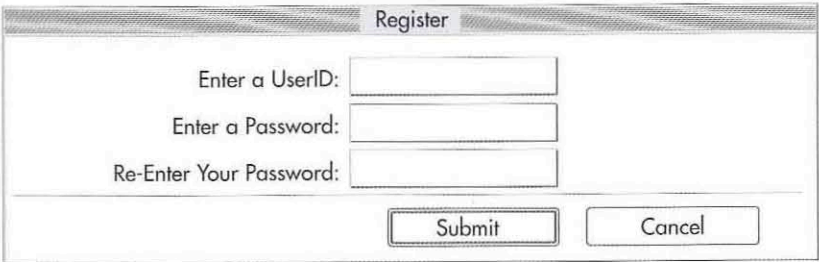 Register
Enter a UserID:
Enter a Password:
Re-Enter Your Password:
Submit Cancel